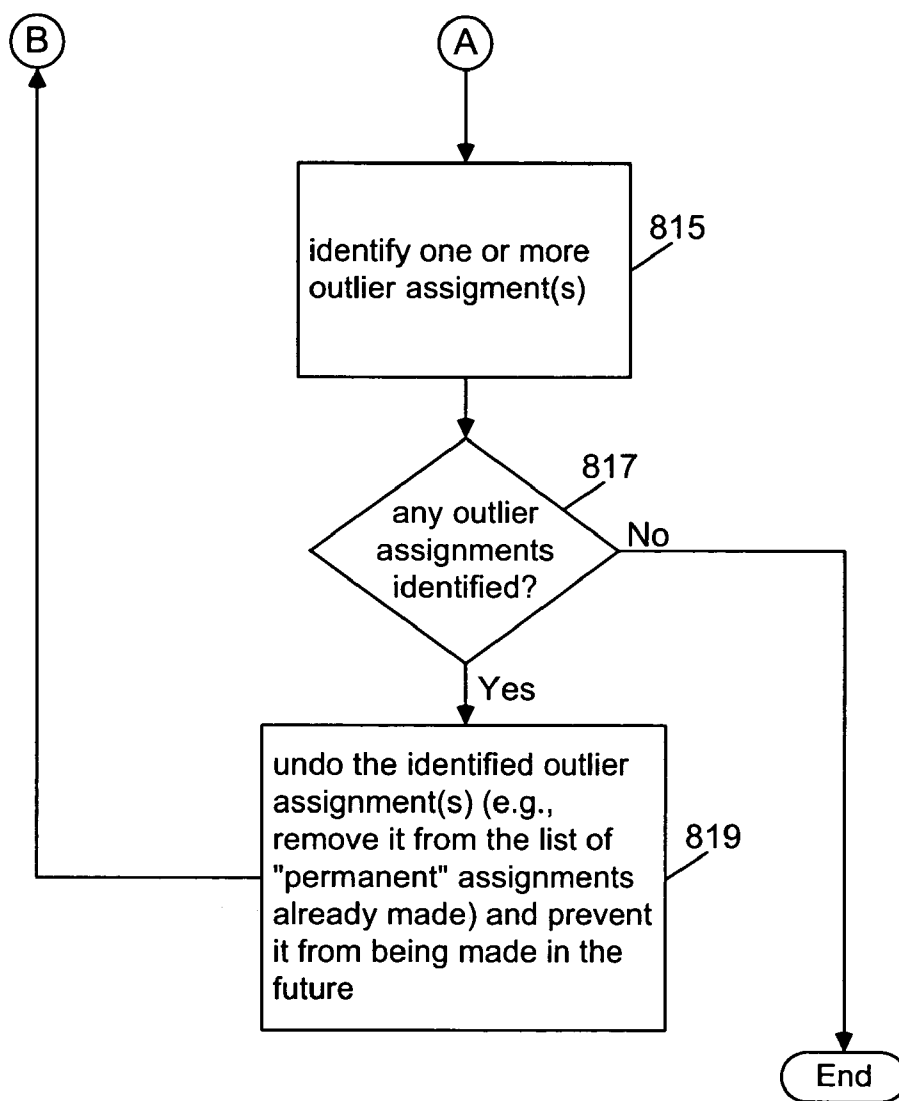 B
A
identify one or more
outlier assigment(s)
815
any outlier
assignments
identified?
817
No
Yes
undo the identified outlier
assignment(s) (e.g.,
remove it from the list of
"permanent" assignments
already made) and prevent
it from being made in the
future
819
End